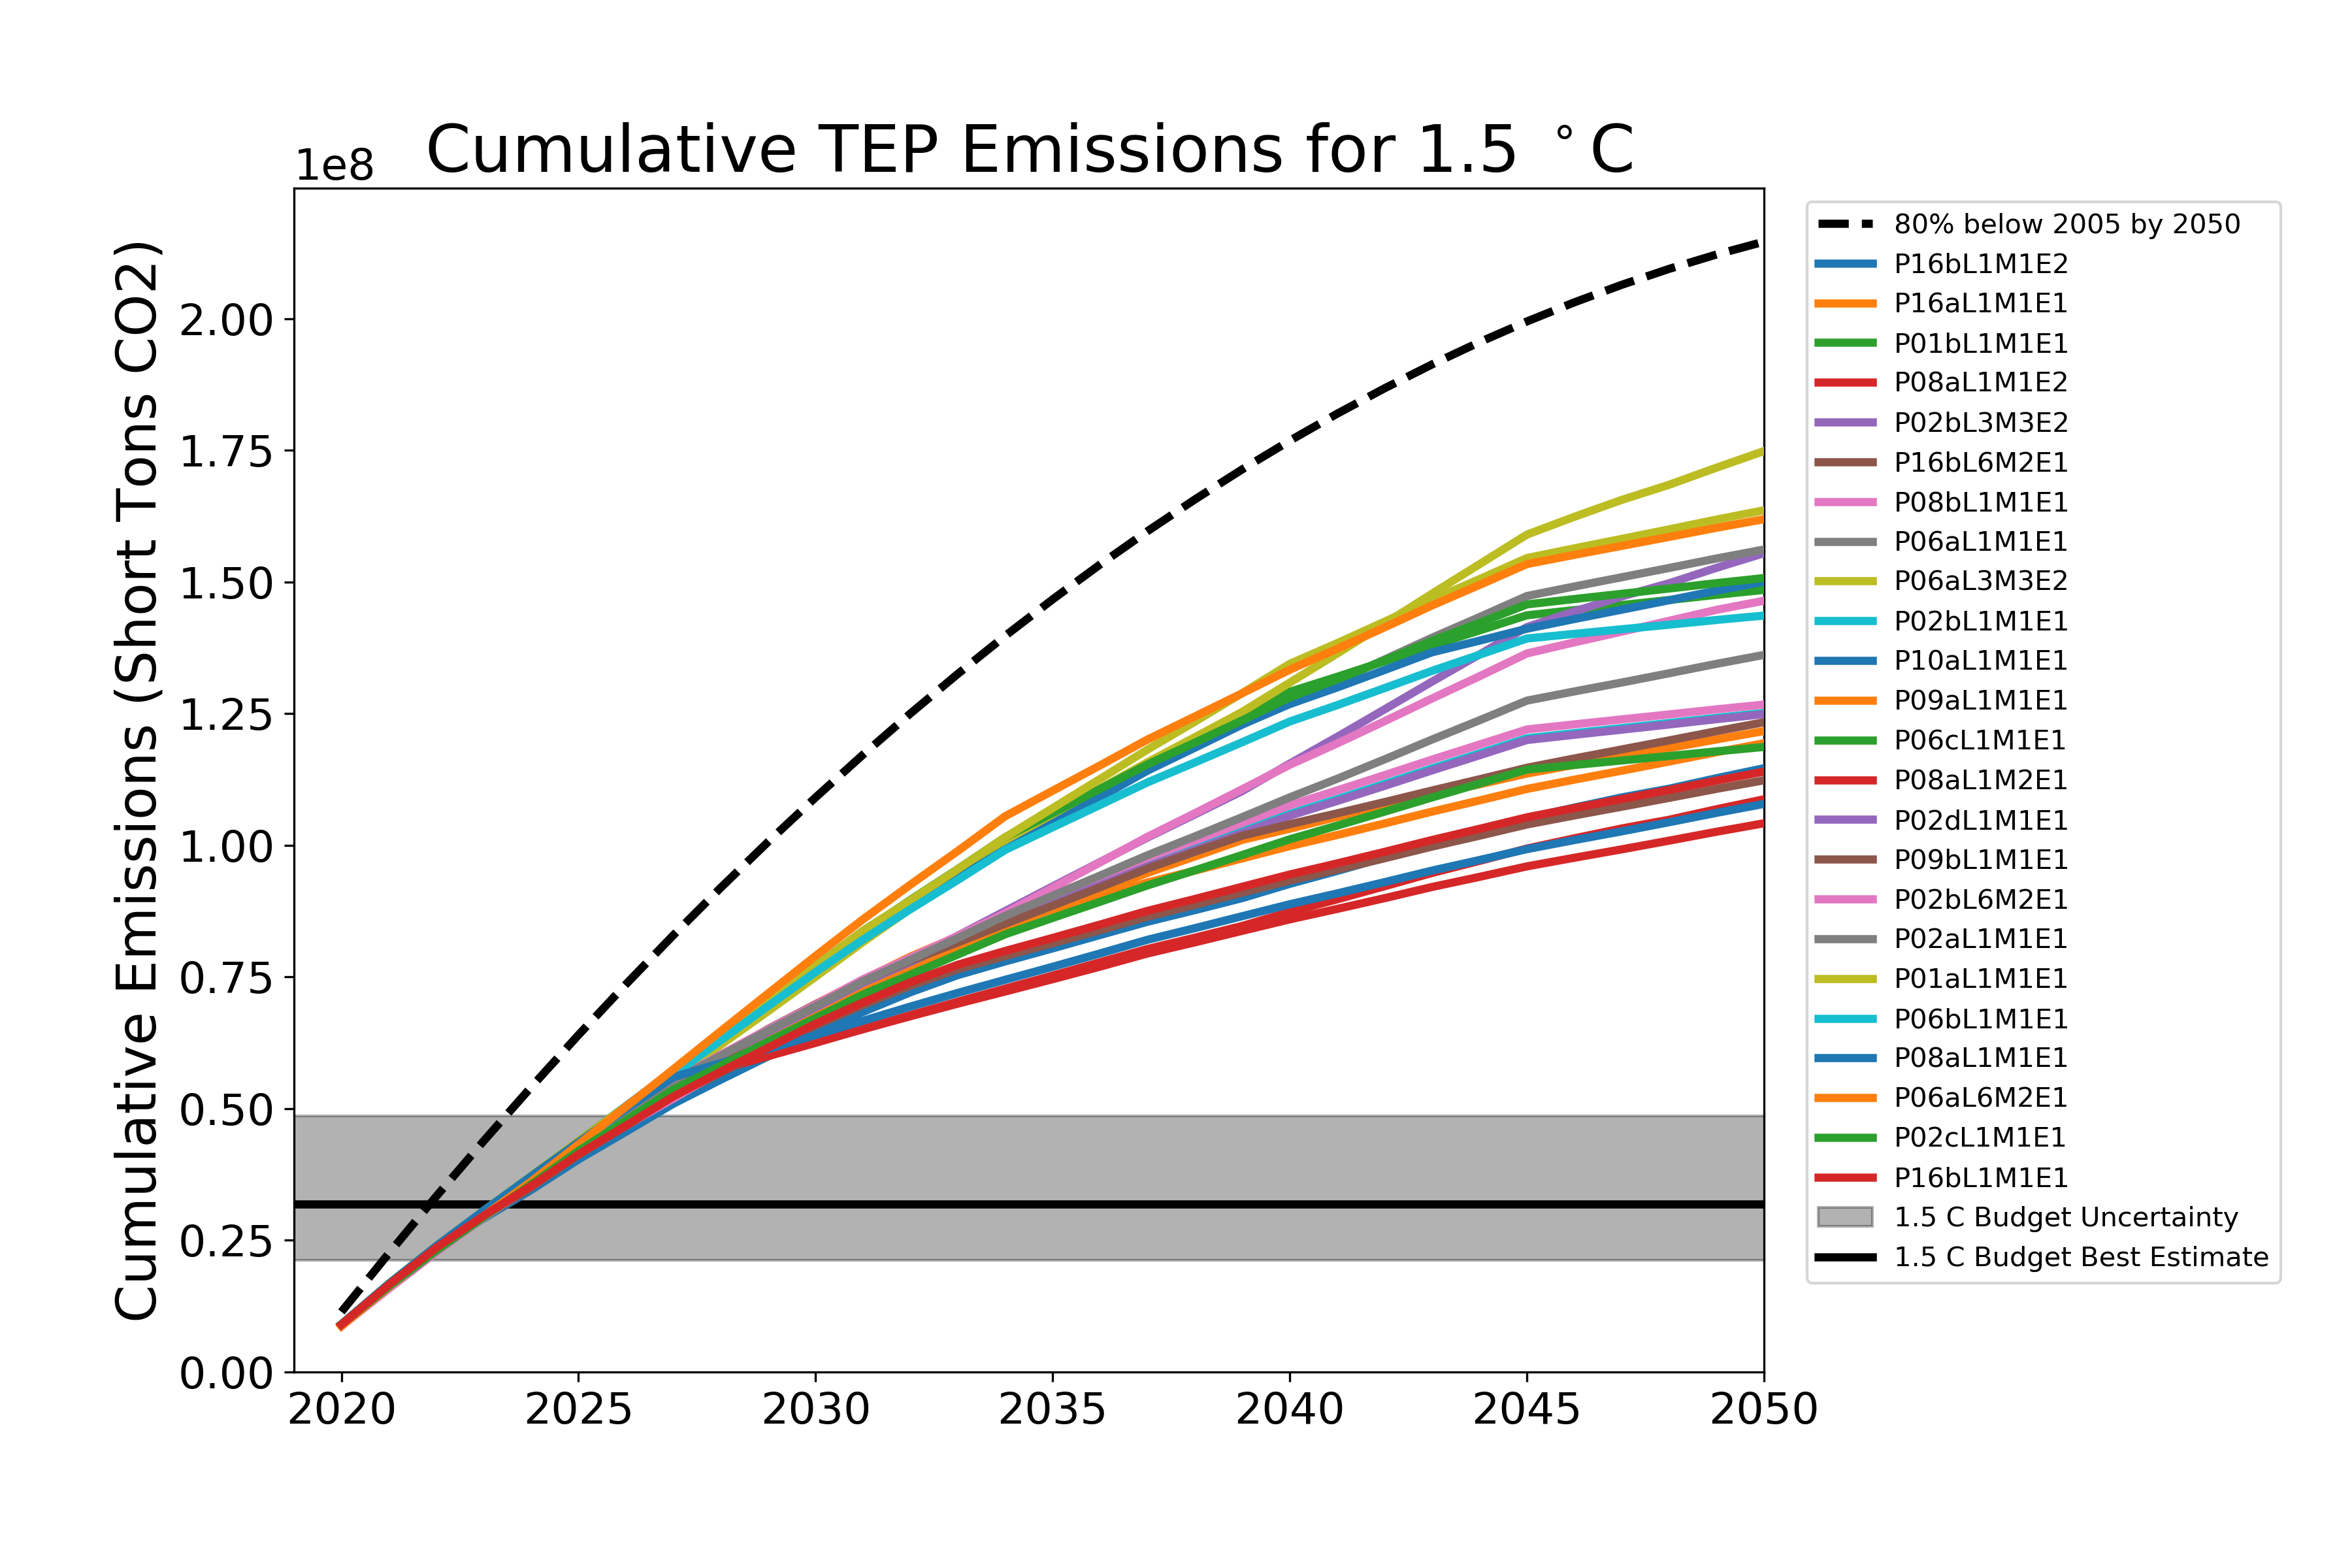 Cumulative TEP Emissions for 1.5 °C
1e8
Cumulative Emissions (Short Tons CO2)
2.00
1.75
1.50
1.25
1.00
0.75
0.50
0.25
0.00
2020 2025 2030 2035 2040 2045 2050
80% below 2005 by 2050
P16bL1M1E2
P16aL1M1E1
P01bL1M1E1
P08aL1M1E2
P02bL3M3E2
P16bL6M2E1
P08bL1M1E1
P06aL1M1E1
P06aL3M3E2
P02bL1M1E1
P10aL1M1E1
P09aL1M1E1
P06cL1M1E1
P08aL1M2E1
P02dL1M1E1
P09bL1M1E1
P02bL6M2E1
P02aL1M1E1
P01aL1M1E1
P06bL1M1E1
P08aL1M1E1
P06aL6M2E1
P02cL1M1E1
P16bL1M1E1
1.5 C Budget Uncertainty
1.5 C Budget Best Estimate